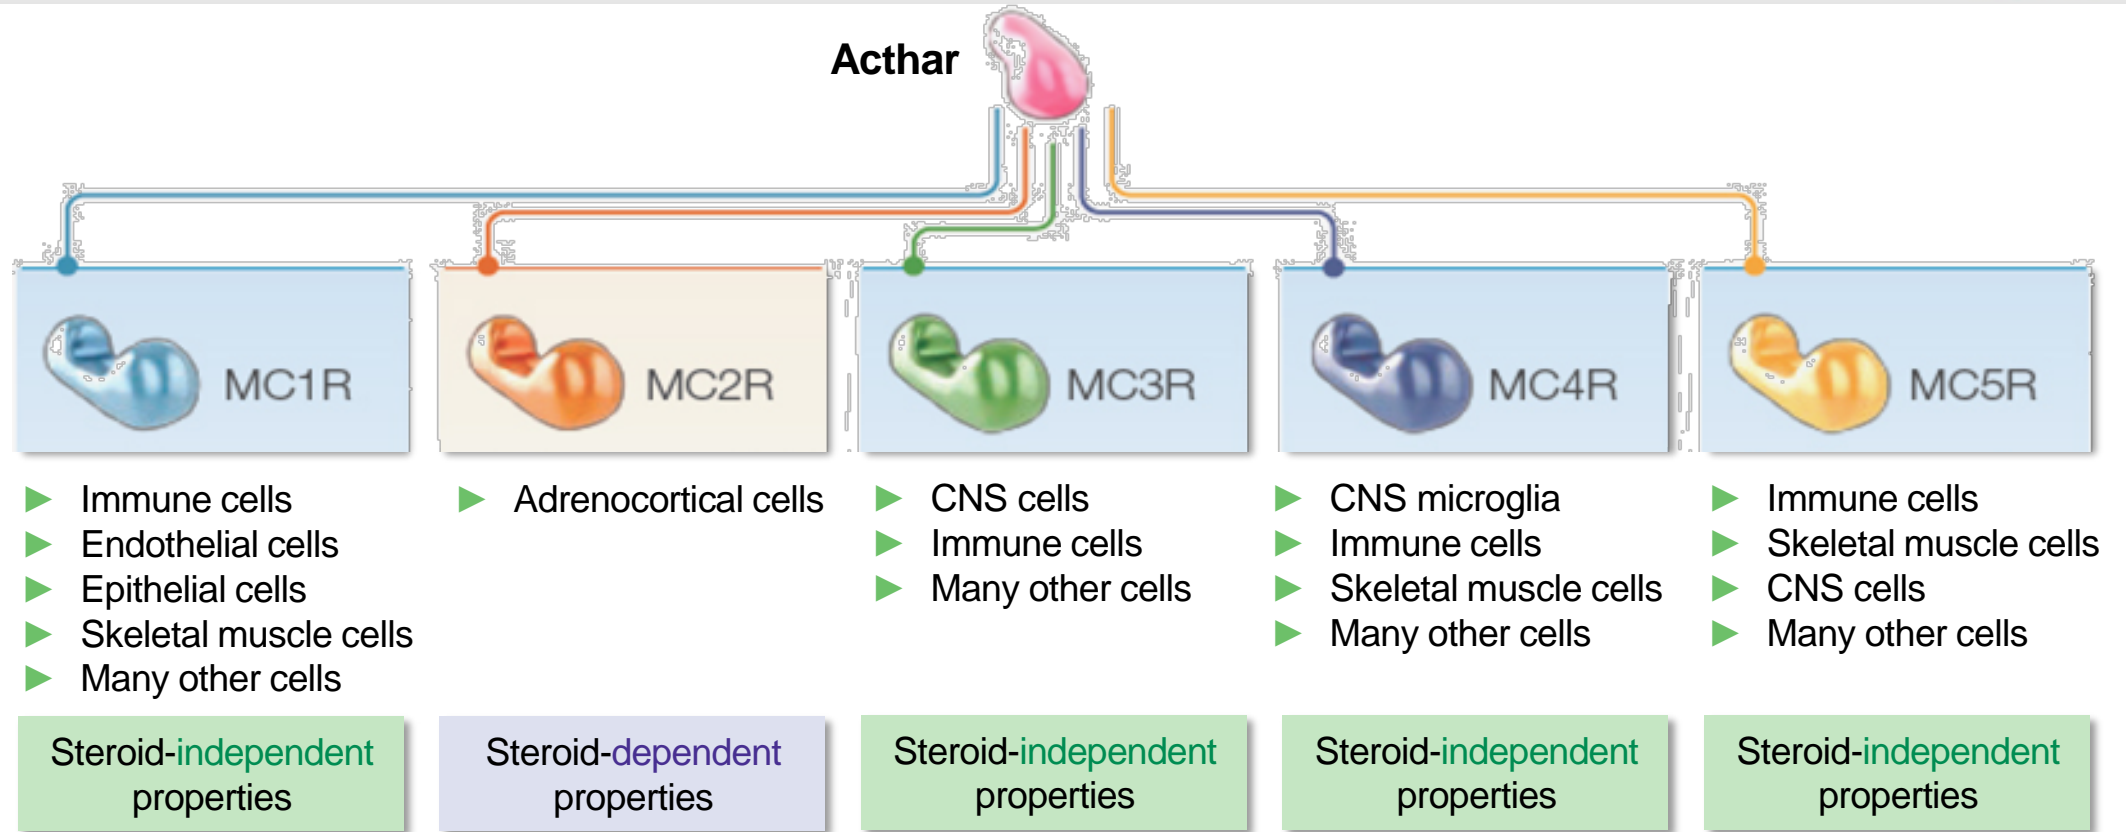 Acthar
MC1R
MC2R
MC3R
MC4R
MC5R
Immune cells
Endothelial cells
Epithelial cells
Skeletal muscle cells
Many other cells
Adrenocortical cells
CNS cells
Immune cells
Many other cells
CNS microglia
Immune cells
Skeletal muscle cells
Many other cells
Immune cells
Skeletal muscle cells
CNS cells
Many other cells
Steroid-independent
properties
Steroid-dependent
properties
Steroid-independent
properties
Steroid-independent
properties
Steroid-independent
properties